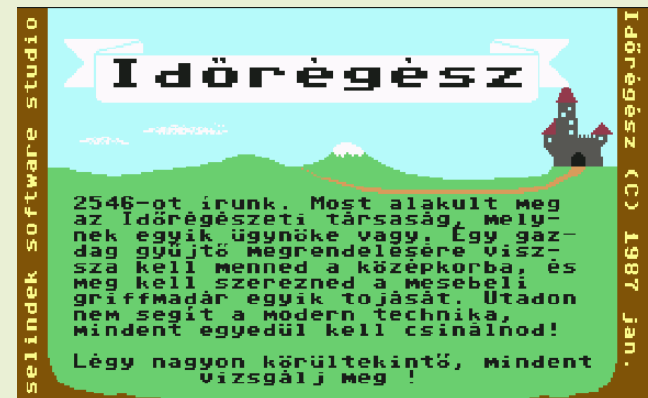 selindek software studio
Időrégész
2546-ot írunk. Most alakult meg
az Időrégészeti társaság, mely-
nek egyik ügynöke vagy. Egy gaz-
dag gyűjtő megrendelésére visz-
sza kell menned a középkorba, és
meg kell szerezned a mesebeli
griffmadár egyik tojását. Utadon
nem segít a modern technika,
mindent egyedül kell csinálnod!
Légy nagyon körültekintő, mindent
vizsgálj meg !
Időrégész (C) 1987 jan.